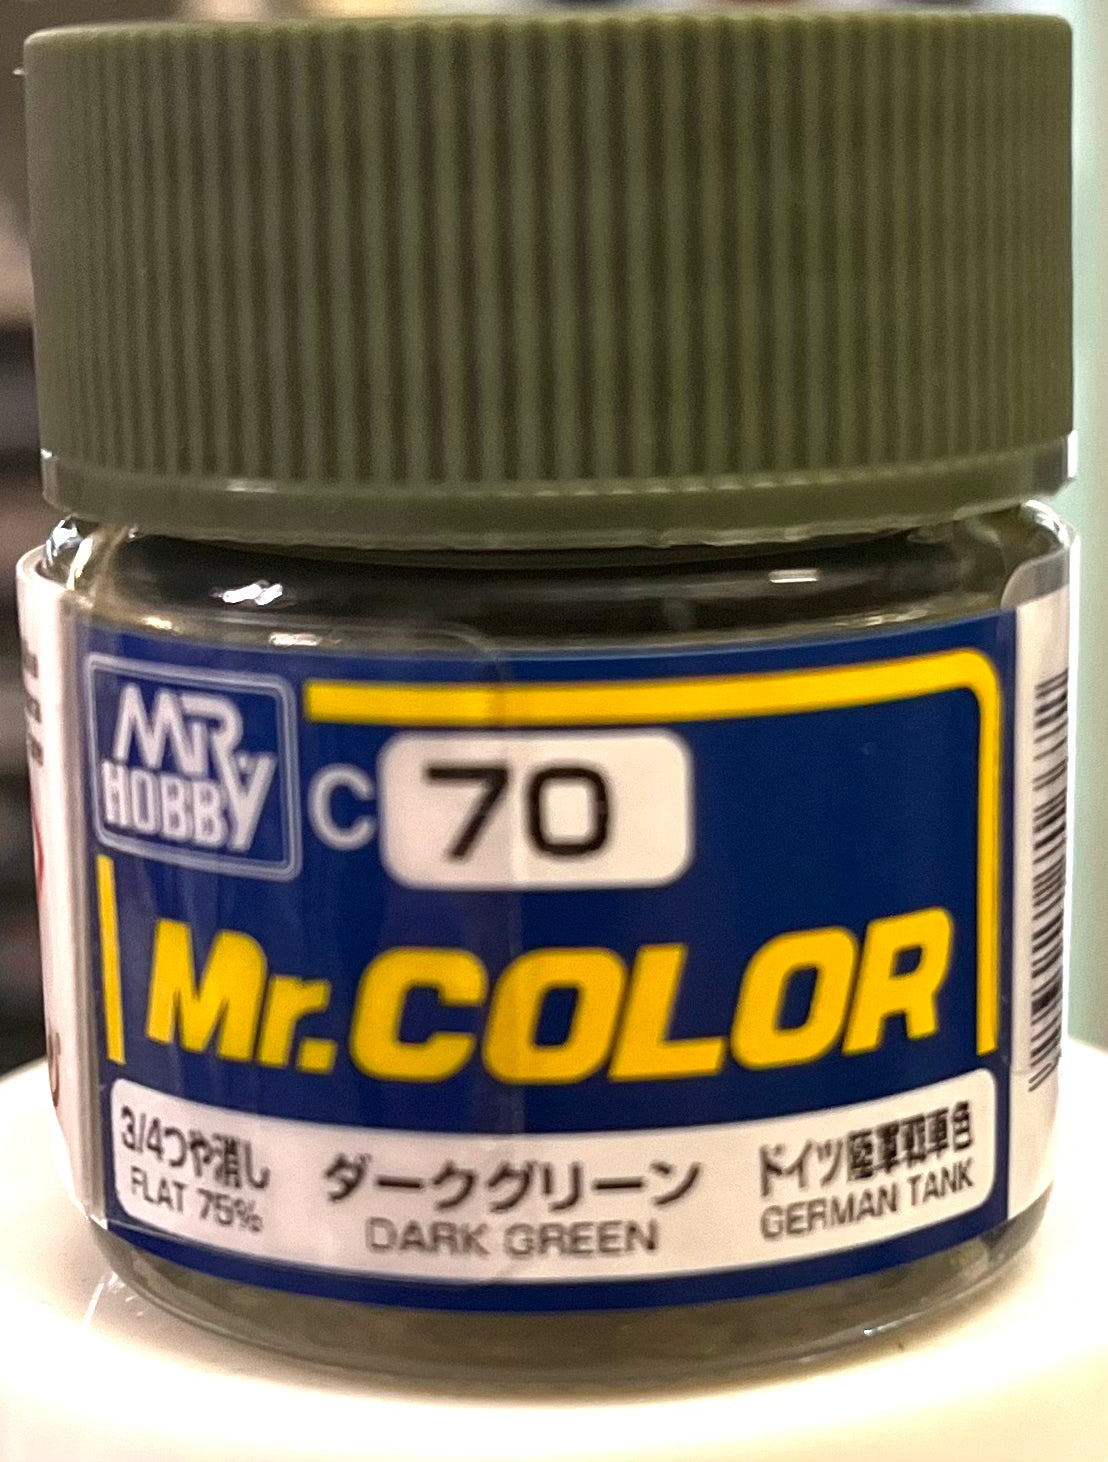 MR
HOBBY
C 70
Mr.COLOR
3/4つや消し
FLAT 75%
ダークグリーン
DARK GREEN
ドイツ陸軍戦車色
GERMAN TANK